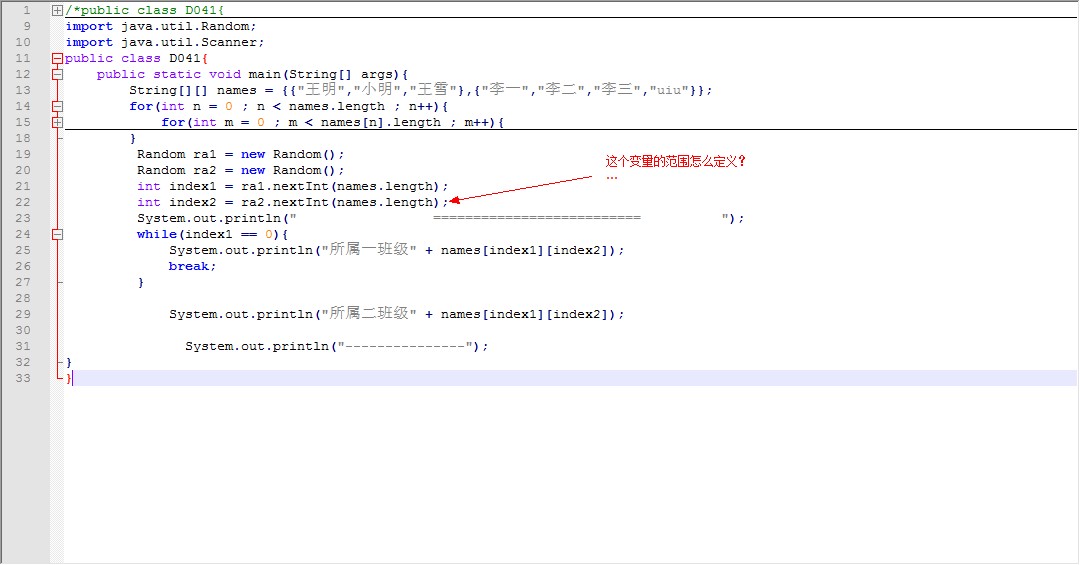 1 /*public class D041{
9 import java.util.Random;
10 import java.util.Scanner;
11 public class D041{
12 public static void main(String[] args){
13 String[][] names = {{"王明","小明","王雪"},{"李一","李二","李三","uiu"}};
14 for(int n = 0 ; n < names.length ; n++){
15 for(int m = 0 ; m < names[n].length ; m++){
18 }
19 Random ra1 = new Random();
这个变量的范围怎么定义?
20 Random ra2 = new Random();
...
21 int index1 = ra1.nextInt(names.length);
22 int index2 = ra2.nextInt(names.length);
23 System.out.println("                 ==========================          ");
24 while(index1 == 0){
25 System.out.println("所属一班级" + names[index1][index2]);
26 break;
27 }
28
29 System.out.println("所属二班级" + names[index1][index2]);
30
31 System.out.println("---------------");
32 }
33 }